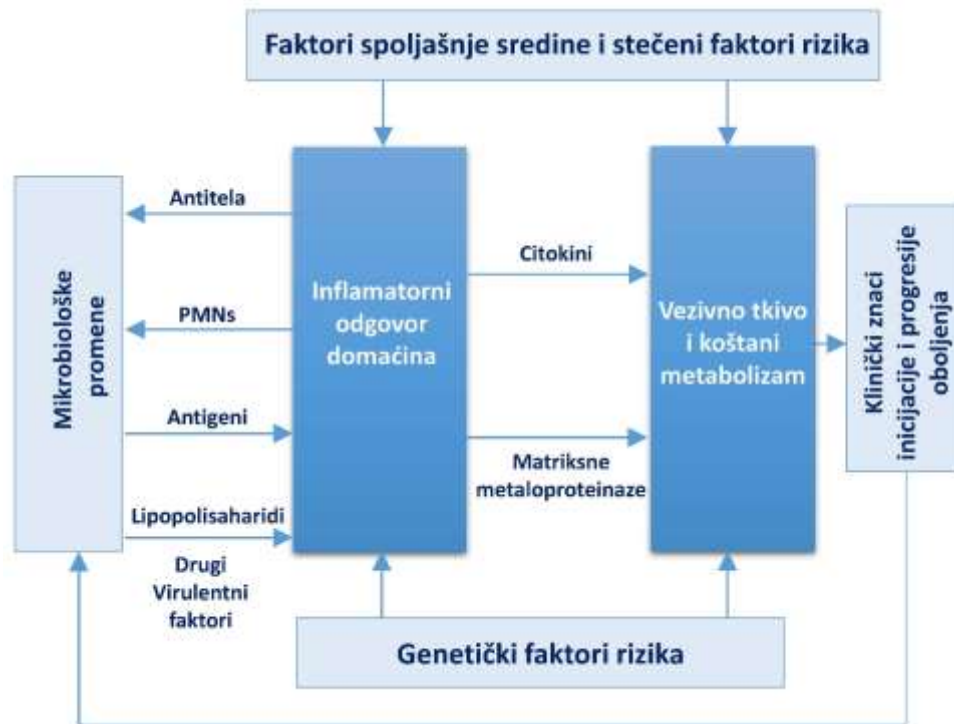 Faktori spoljašnje sredine i stečeni faktori rizika
Mikrobiološke
promene
Antitela
PMNs
Antigeni
Lipopolisaharidi
Drugi
Virulentni
faktori
Inflamatorni
odgovor
domaćina
Citokini
Matriksne
metaloproteinaze
Vezivno tkivo
i koštani
metabolizam
Klinički znaci
inicijacije i progresije
oboljenja
Genetički faktori rizika